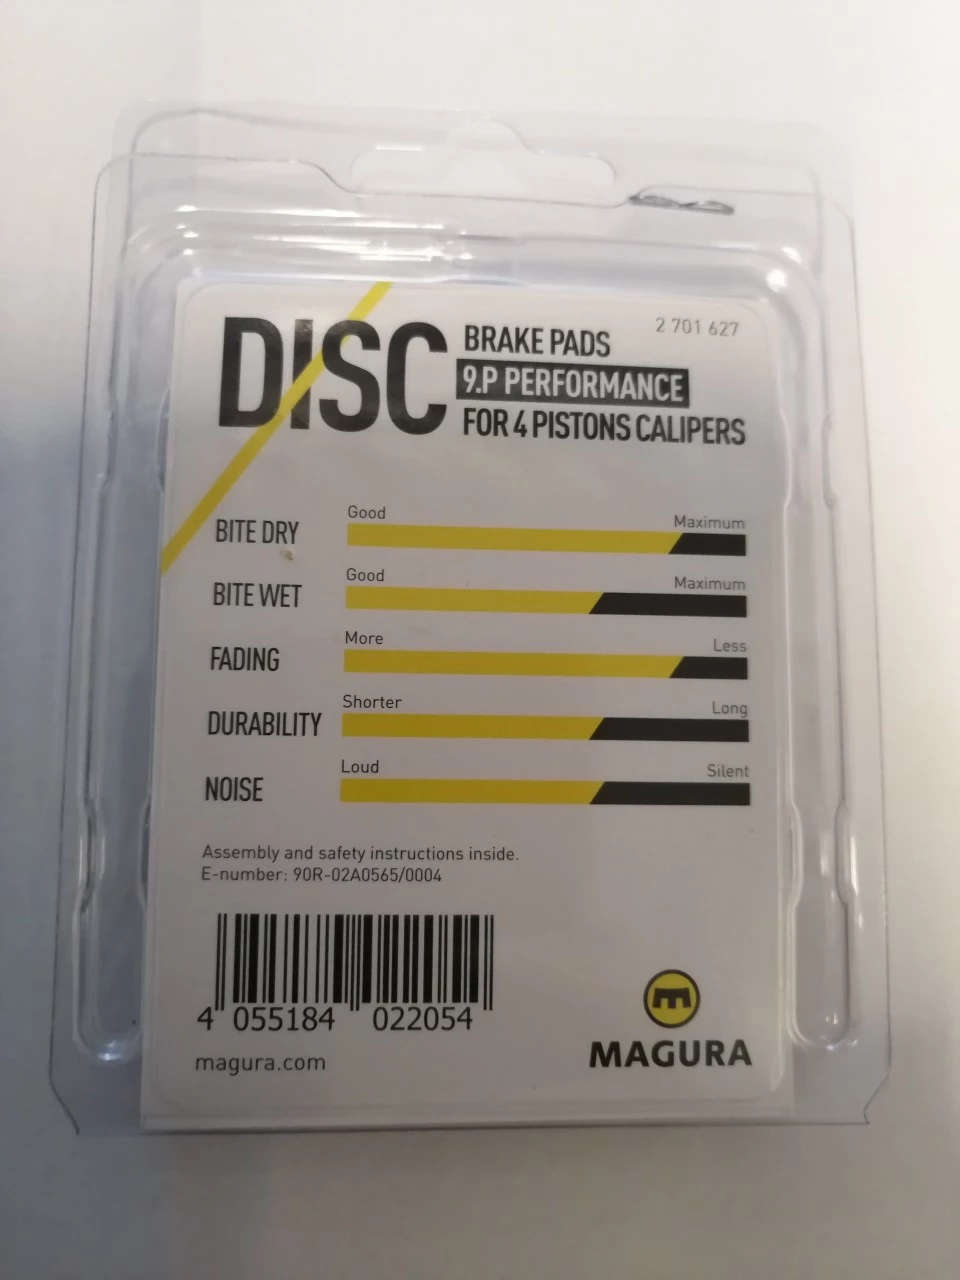 DISC
BRAKE PADS
2 701 627
9.P PERFORMANCE
FOR 4 PISTONS CALIPERS
BITE DRY
Good
Maximum
BITE WET
Good
Maximum
FADING
More
Less
DURABILITY
Shorter
Long
NOISE
Loud
Silent
Assembly and safety instructions inside.
E-number: 90R-02A0565/0004
4 055184 022054
magura.com
m
MAGURA